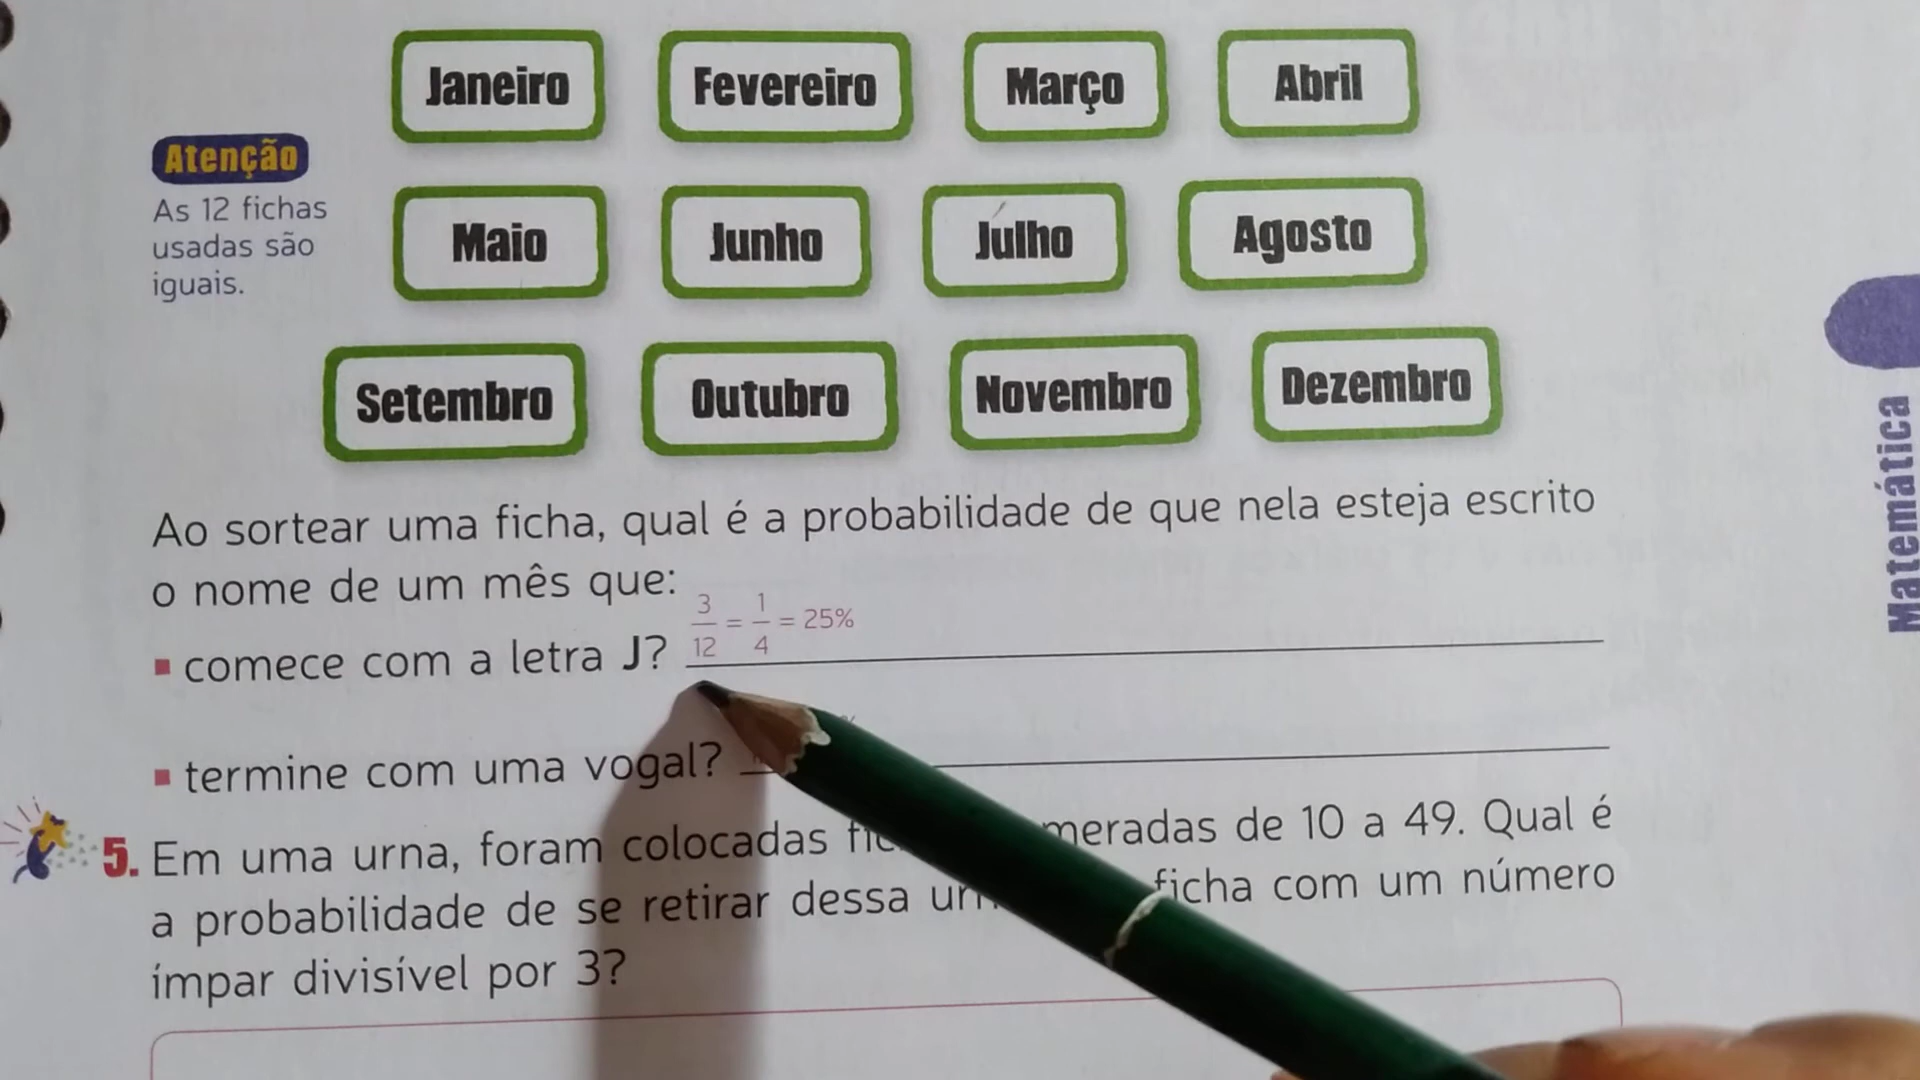 Janeiro Fevereiro Março Abril
Atenção
As 12 fichas
usadas são
iguais.
Maio Junho Julho Agosto
Setembro Outubro Novembro Dezembro
Ao sortear uma ficha, qual é a probabilidade de que nela esteja escrito
o nome de um mês que:
▪ comece com a letra J? 3/12 = 1/4 = 25%
▪ termine com uma vogal?
5. Em uma urna, foram colocadas meradas de 10 a 49. Qual é
a probabilidade de se retirar dessa ficha com um número
ímpar divisível por 3?
Matemática